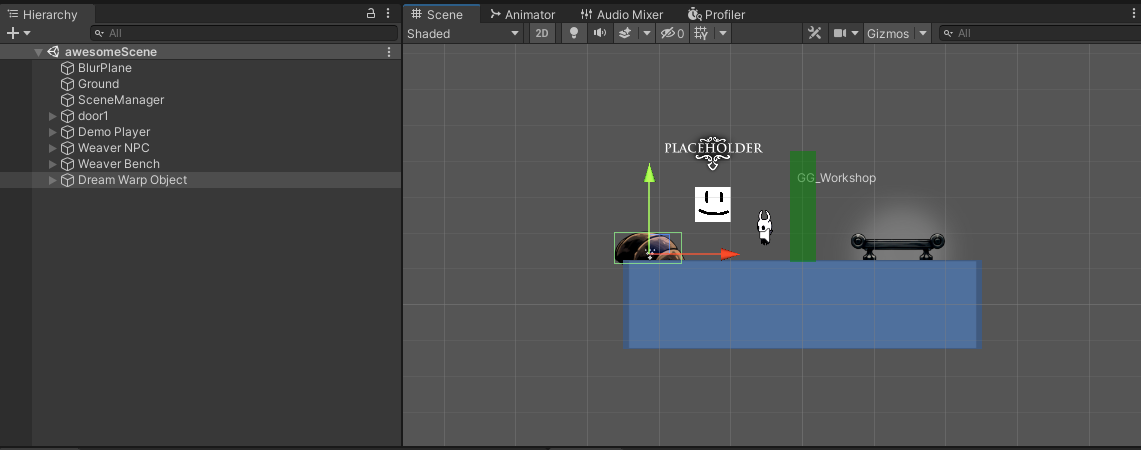 Hierarchy
All
awesomeScene
BlurPlane
Ground
SceneManager
door1
Demo Player
Weaver NPC
Weaver Bench
Dream Warp Object
Scene Animator Audio Mixer Profiler
Shaded 2D 0 Gizmos All
PLACEHOLDER
GG_Workshop